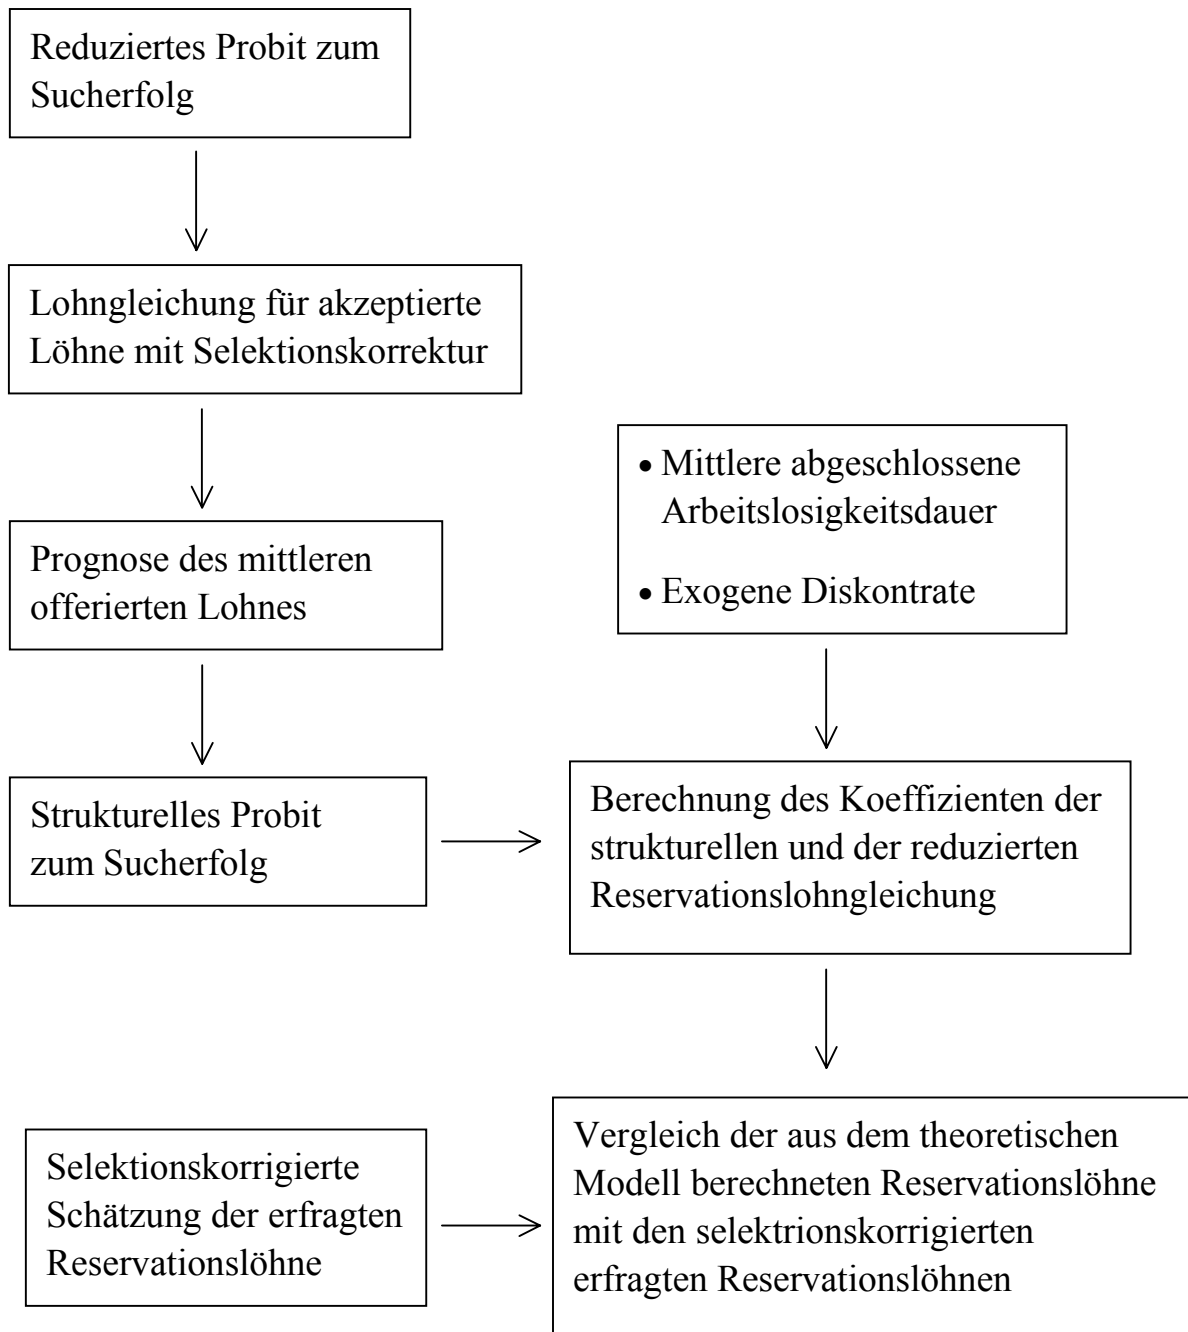 Reduziertes Probit zum
Sucherfolg
Lohngleichung für akzeptierte
Löhne mit Selektionskorrektur
Prognose des mittleren
offerierten Lohnes
• Mittlere abgeschlossene
Arbeitslosigkeitsdauer
• Exogene Diskontrate
Strukturelles Probit
zum Sucherfolg
Berechnung des Koeffizienten der
strukturellen und der reduzierten
Reservationslohngleichung
Selektionskorrigierte
Schätzung der erfragten
Reservationslöhne
Vergleich der aus dem theoretischen
Modell berechneten Reservationslöhne
mit den selektrionskorrigierten
erfragten Reservationslöhnen